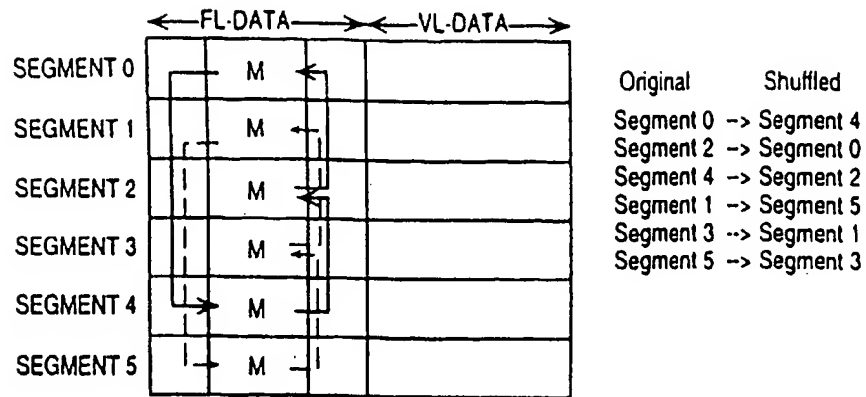 FL-DATA VL-DATA
SEGMENT 0 M
SEGMENT 1 M
SEGMENT 2 M
SEGMENT 3 M
SEGMENT 4 M
SEGMENT 5 M
Original Shuffled
Segment 0 --> Segment 4
Segment 2 --> Segment 0
Segment 4 --> Segment 2
Segment 1 --> Segment 5
Segment 3 --> Segment 1
Segment 5 --> Segment 3